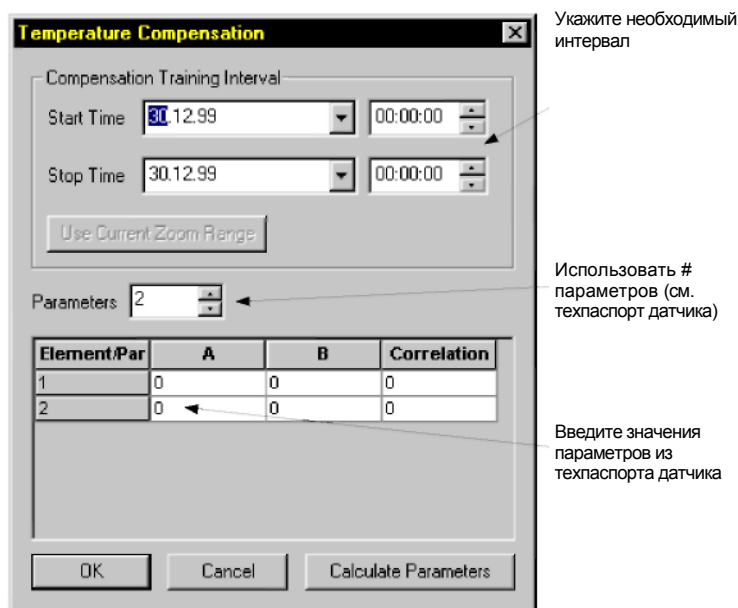 Temperature Compensation
Укажите необходимый
интервал
Compensation Training Interval
Start Time 30.12.99 00:00:00
Stop Time 30.12.99 00:00:00
Use Current Zoom Range
Parameters 2
Использовать #
параметров (см.
техпаспорт датчика)
Element/Par A B Correlation
1 0 0 0
2 0 0 0
Введите значения
параметров из
техпаспорта датчика
OK Cancel Calculate Parameters